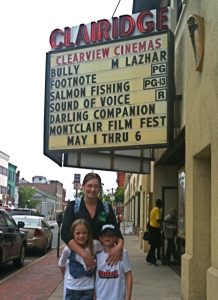 CLAIRIDGE
CLEARVIEW CINEMAS
BULLY M LAZHAR
FOOTNOTE PG
SALMON FISHING PG-13
SOUND OF VOICE R
DARLING COMPANION
MONTCLAIR FILM FEST
MAY 1 THRU 6